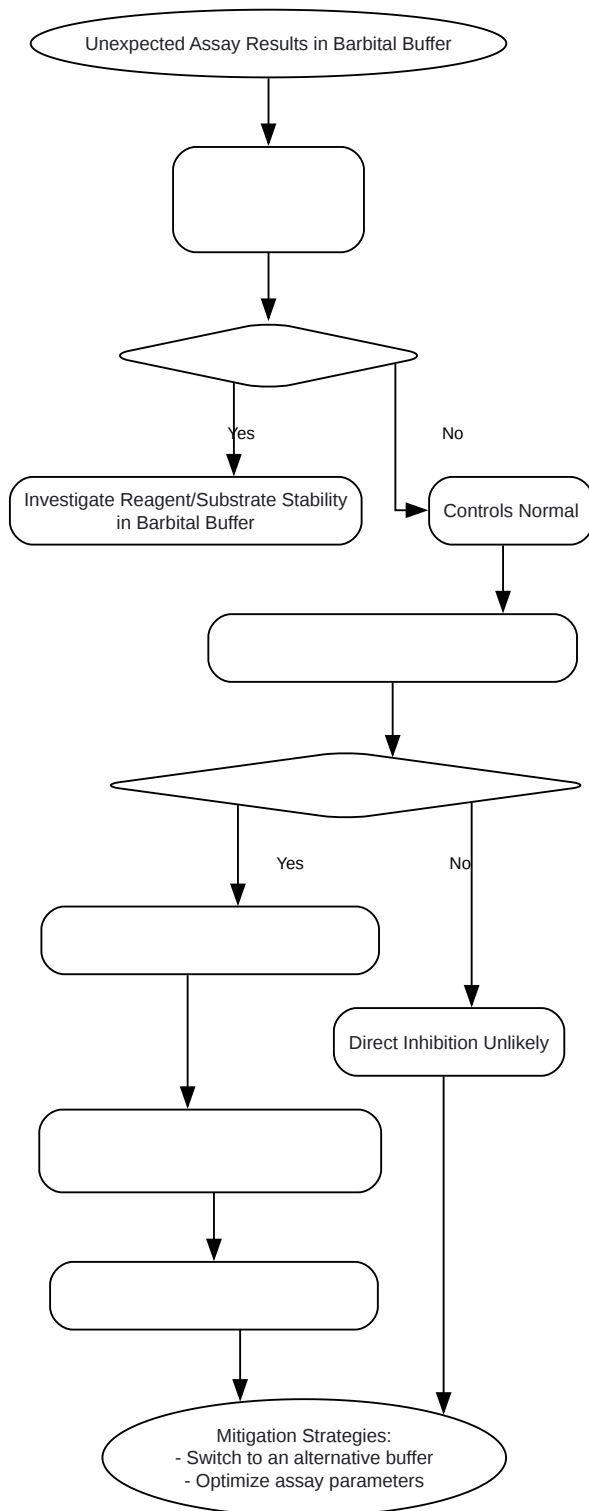 Unexpected Assay Results in Barbital Buffer
Yes
No
Investigate Reagent/Substrate Stability
in Barbital Buffer
Controls Normal
Yes
No
Direct Inhibition Unlikely
Mitigation Strategies:
- Switch to an alternative buffer
- Optimize assay parameters